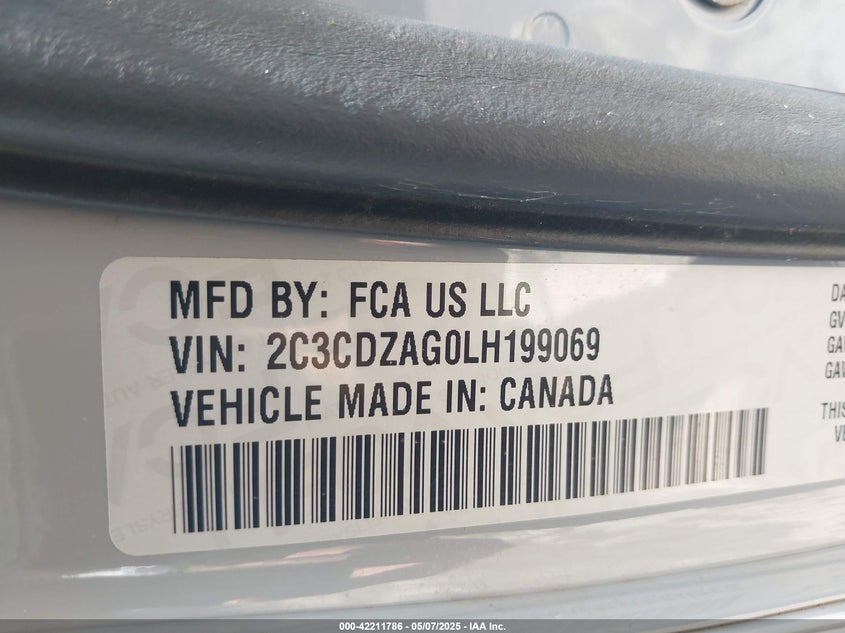 MFD BY: FCA US LLC
VIN: 2C3CDZAG0LH199069
VEHICLE MADE IN: CANADA
000-42211786 - 05/07/2025 - IAA Inc.